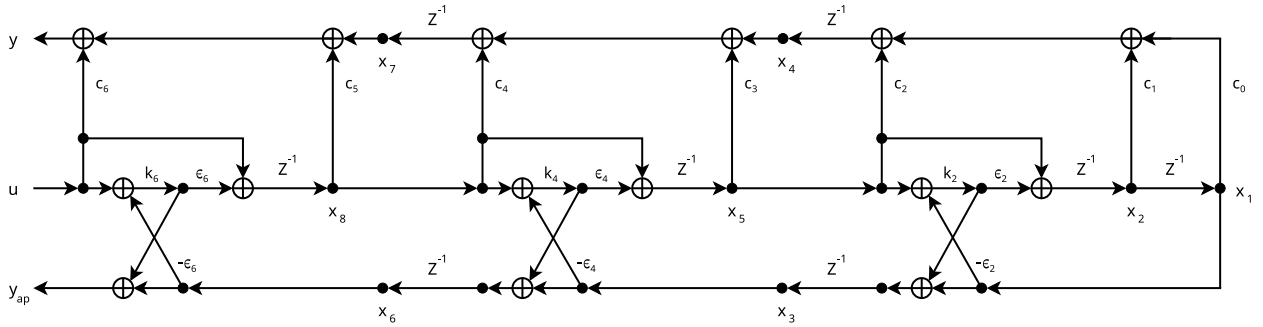 Z⁻¹ Z⁻¹
y x₇ x₄
c₆ c₅ c₄ c₃ c₂ c₁ c₀
k₆ ϵ₆ Z⁻¹ k₄ ϵ₄ Z⁻¹ k₂ ϵ₂ Z⁻¹ Z⁻¹
u x₈ x₅ x₂ x₁
-ϵ₆ Z⁻¹ -ϵ₄ Z⁻¹ -ϵ₂
y_ap x₆ x₃